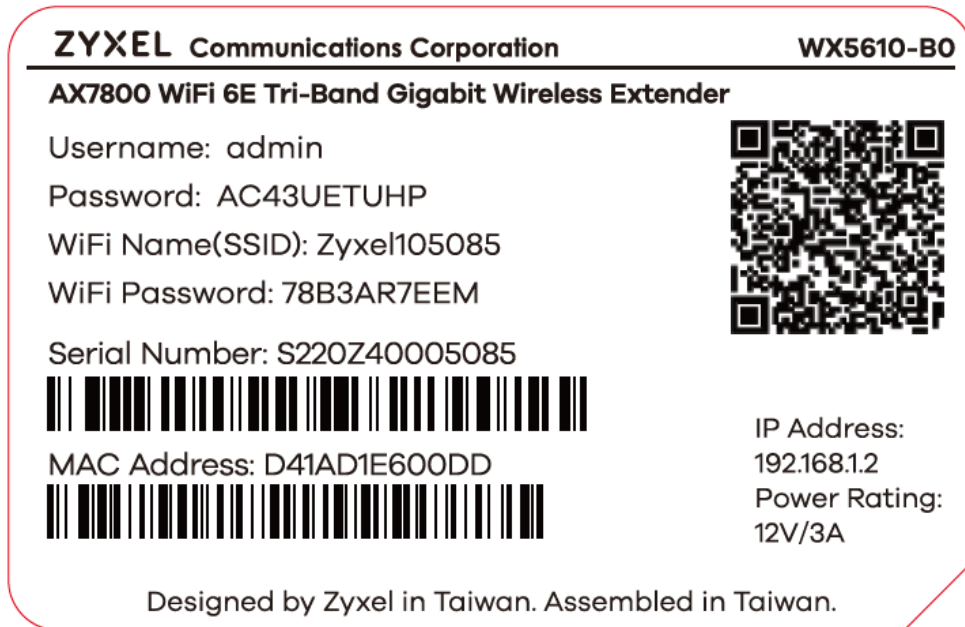 ZYXEL Communications Corporation WX5610-B0
AX7800 WiFi 6E Tri-Band Gigabit Wireless Extender
Username: admin
Password: AC43UETUHP
WiFi Name(SSID): Zyxel105085
WiFi Password: 78B3AR7EEM
Serial Number: S220Z40005085
MAC Address: D41AD1E600DD
IP Address:
192.168.1.2
Power Rating:
12V/3A
Designed by Zyxel in Taiwan. Assembled in Taiwan.